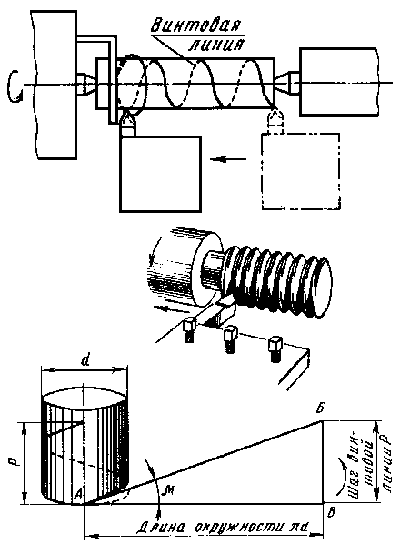 Винтовая
линия
d
P
А
м
Б
В
Шаг вин-
товой
линии P
Длина окружности πd